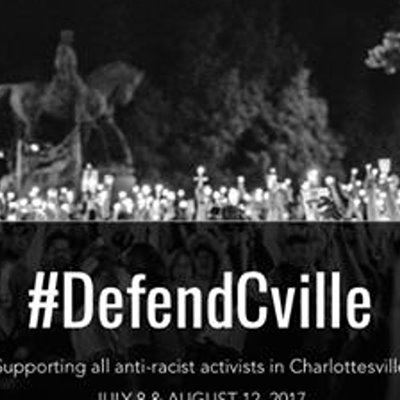 #DefendCville
Supporting all anti-racist activists in Charlottesville
JULY 8 & AUGUST 12, 2017